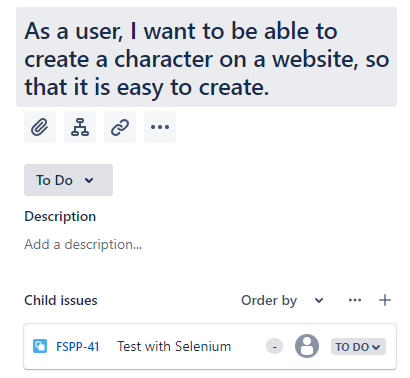 As a user, I want to be able to
create a character on a website, so
that it is easy to create.
To Do
Description
Add a description...
Child issues Order by
FSPP-41 Test with Selenium - TO DO